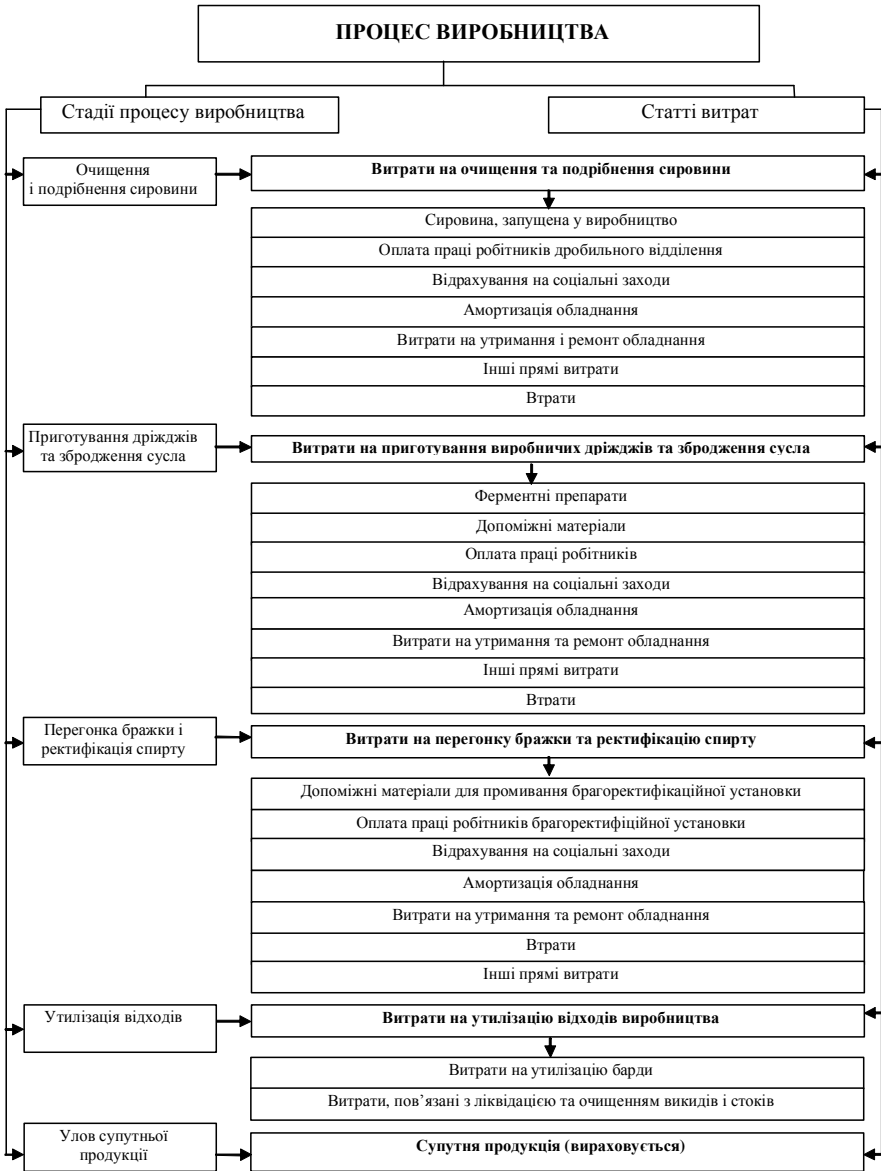 ПРОЦЕС ВИРОБНИЦТВА
Стадії процесу виробництва
Статті витрат
Очищення
і подрібнення сировини
Витрати на очищення та подрібнення сировини
Сировина, запущена у виробництво
Оплата праці робітників дробильного відділення
Відрахування на соціальні заходи
Амортизація обладнання
Витрати на утримання і ремонт обладнання
Інші прямі витрати
Втрати
Приготування дріжджів
та збродження сусла
Витрати на приготування виробничих дріжджів та збродження сусла
Ферментні препарати
Допоміжні матеріали
Оплата праці робітників
Відрахування на соціальні заходи
Амортизація обладнання
Витрати на утримання та ремонт обладнання
Інші прямі витрати
Втрати
Перегонка бражки і
ректифікація спирту
Витрати на перегонку бражки та ректифікацію спирту
Допоміжні матеріали для промивання брагоректифікаційної установки
Оплата праці робітників брагоректифіційної установки
Відрахування на соціальні заходи
Амортизація обладнання
Витрати на утримання та ремонт обладнання
Втрати
Інші прямі витрати
Утилізація відходів
Витрати на утилізацію відходів виробництва
Витрати на утилізацію барди
Витрати, пов’язані з ліквідацією та очищенням викидів і стоків
Улов супутньої
продукції
Супутня продукція (вираховується)